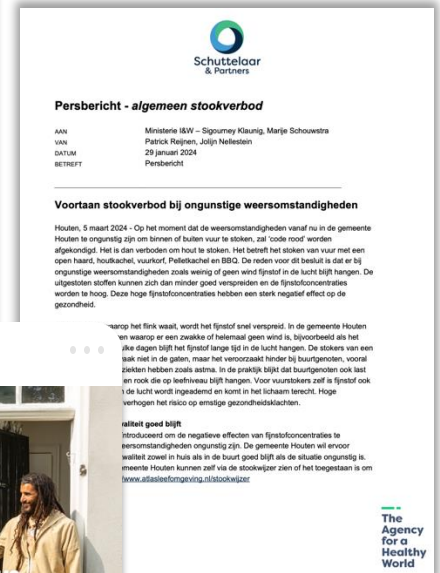 Schuttelaar
& Partners
Persbericht - algemeen stookverbod
AAN Ministerie I&W – Sigourney Klaunig, Marije Schouwstra
VAN Patrick Reijnen, Jolijn Nellestein
DATUM 29 januari 2024
BETREFT Persbericht
Voortaan stookverbod bij ongunstige weersomstandigheden
Houten, 5 maart 2024 - Op het moment dat de weersomstandigheden vanaf nu in de gemeente
Houten te ongunstig zijn om binnen of buiten vuur te stoken, zal 'code rood' worden
afgekondigd. Het is dan verboden om hout te stoken. Het betreft het stoken van vuur met een
open haard, houtkachel, vuurkorf, Pelletkachel en BBQ. De reden voor dit besluit is dat er bij
ongunstige weersomstandigheden zoals weinig of geen wind fijnstof in de lucht blijft hangen. De
uitgestoten stoffen kunnen zich dan minder goed verspreiden en de fijnstofconcentraties
worden te hoog. Deze hoge fijnstofconcentraties hebben een sterk negatief effect op de
gezondheid.
waarop het flink waait, wordt het fijnstof snel verspreid. In de gemeente Houten
en waarop er een zwakke of helemaal geen wind is, bijvoorbeeld als het
ulke dagen blijft het fijnstof lange tijd in de lucht hangen. De stokers van een
vaak niet in de gaten, maar het veroorzaakt hinder bij buurtgenoten, vooral
ziekten hebben zoals astma. In de praktijk blijkt dat buurtgenoten ook last
en rook die op leefniveau blijft hangen. Voor vuurstokers zelf is fijnstof ook
de lucht wordt ingeademd en komt in het lichaam terecht. Hoge
verhogen het risico op ernstige gezondheidsklachten.
waliteit goed blijft
ntroduceerd om de negatieve effecten van fijnstofconcentraties te
eersomstandigheden ongunstig zijn. De gemeente Houten wil ervoor
waliteit zowel in huis als in de buurt goed blijft als de situatie ongunstig is.
emeente Houten kunnen zelf via de stookwijzer zien of het toegestaan is om
/www.atlasleefomgeving.nl/stookwijzer
The
Agency
for a
Healthy
World